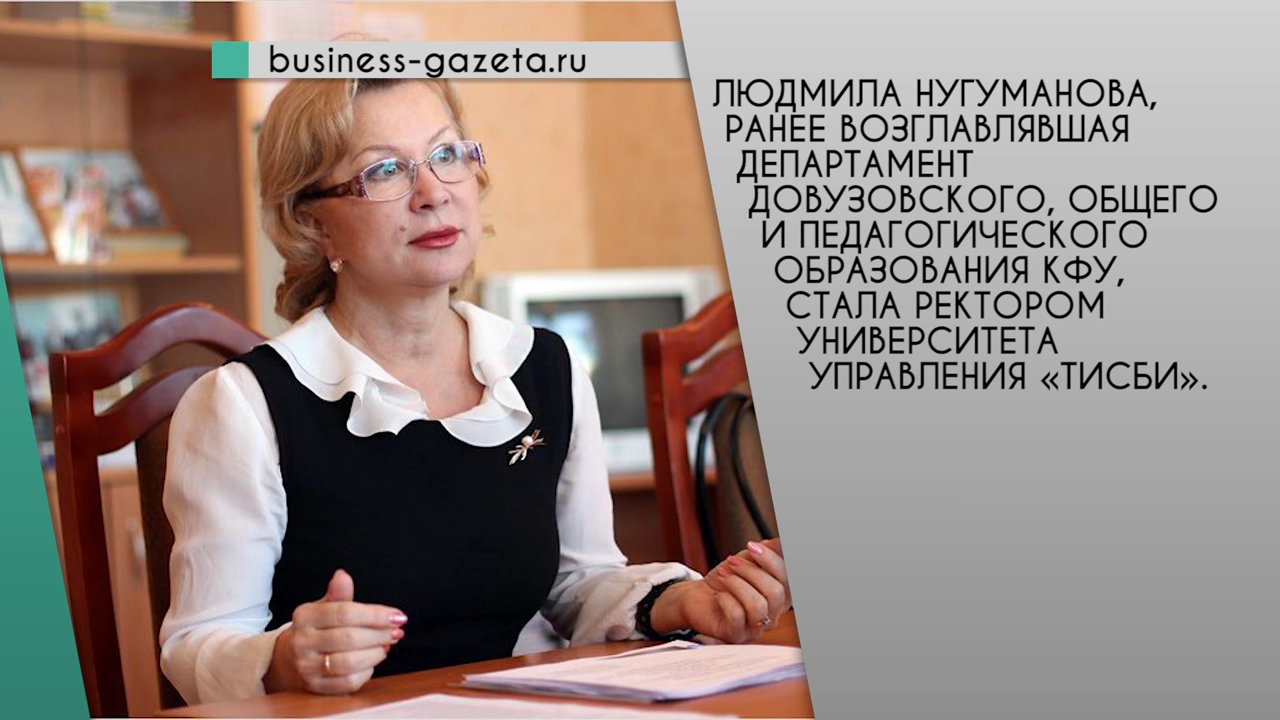 business-gazeta.ru
ЛЮДМИЛА НУГУМАНОВА,
РАНЕЕ ВОЗГЛАВЛЯВШАЯ
ДЕПАРТАМЕНТ
ДОВУЗОВСКОГО, ОБЩЕГО
И ПЕДАГОГИЧЕСКОГО
ОБРАЗОВАНИЯ КФУ,
СТАЛА РЕКТОРОМ
УНИВЕРСИТЕТА
УПРАВЛЕНИЯ «ТИСБИ».